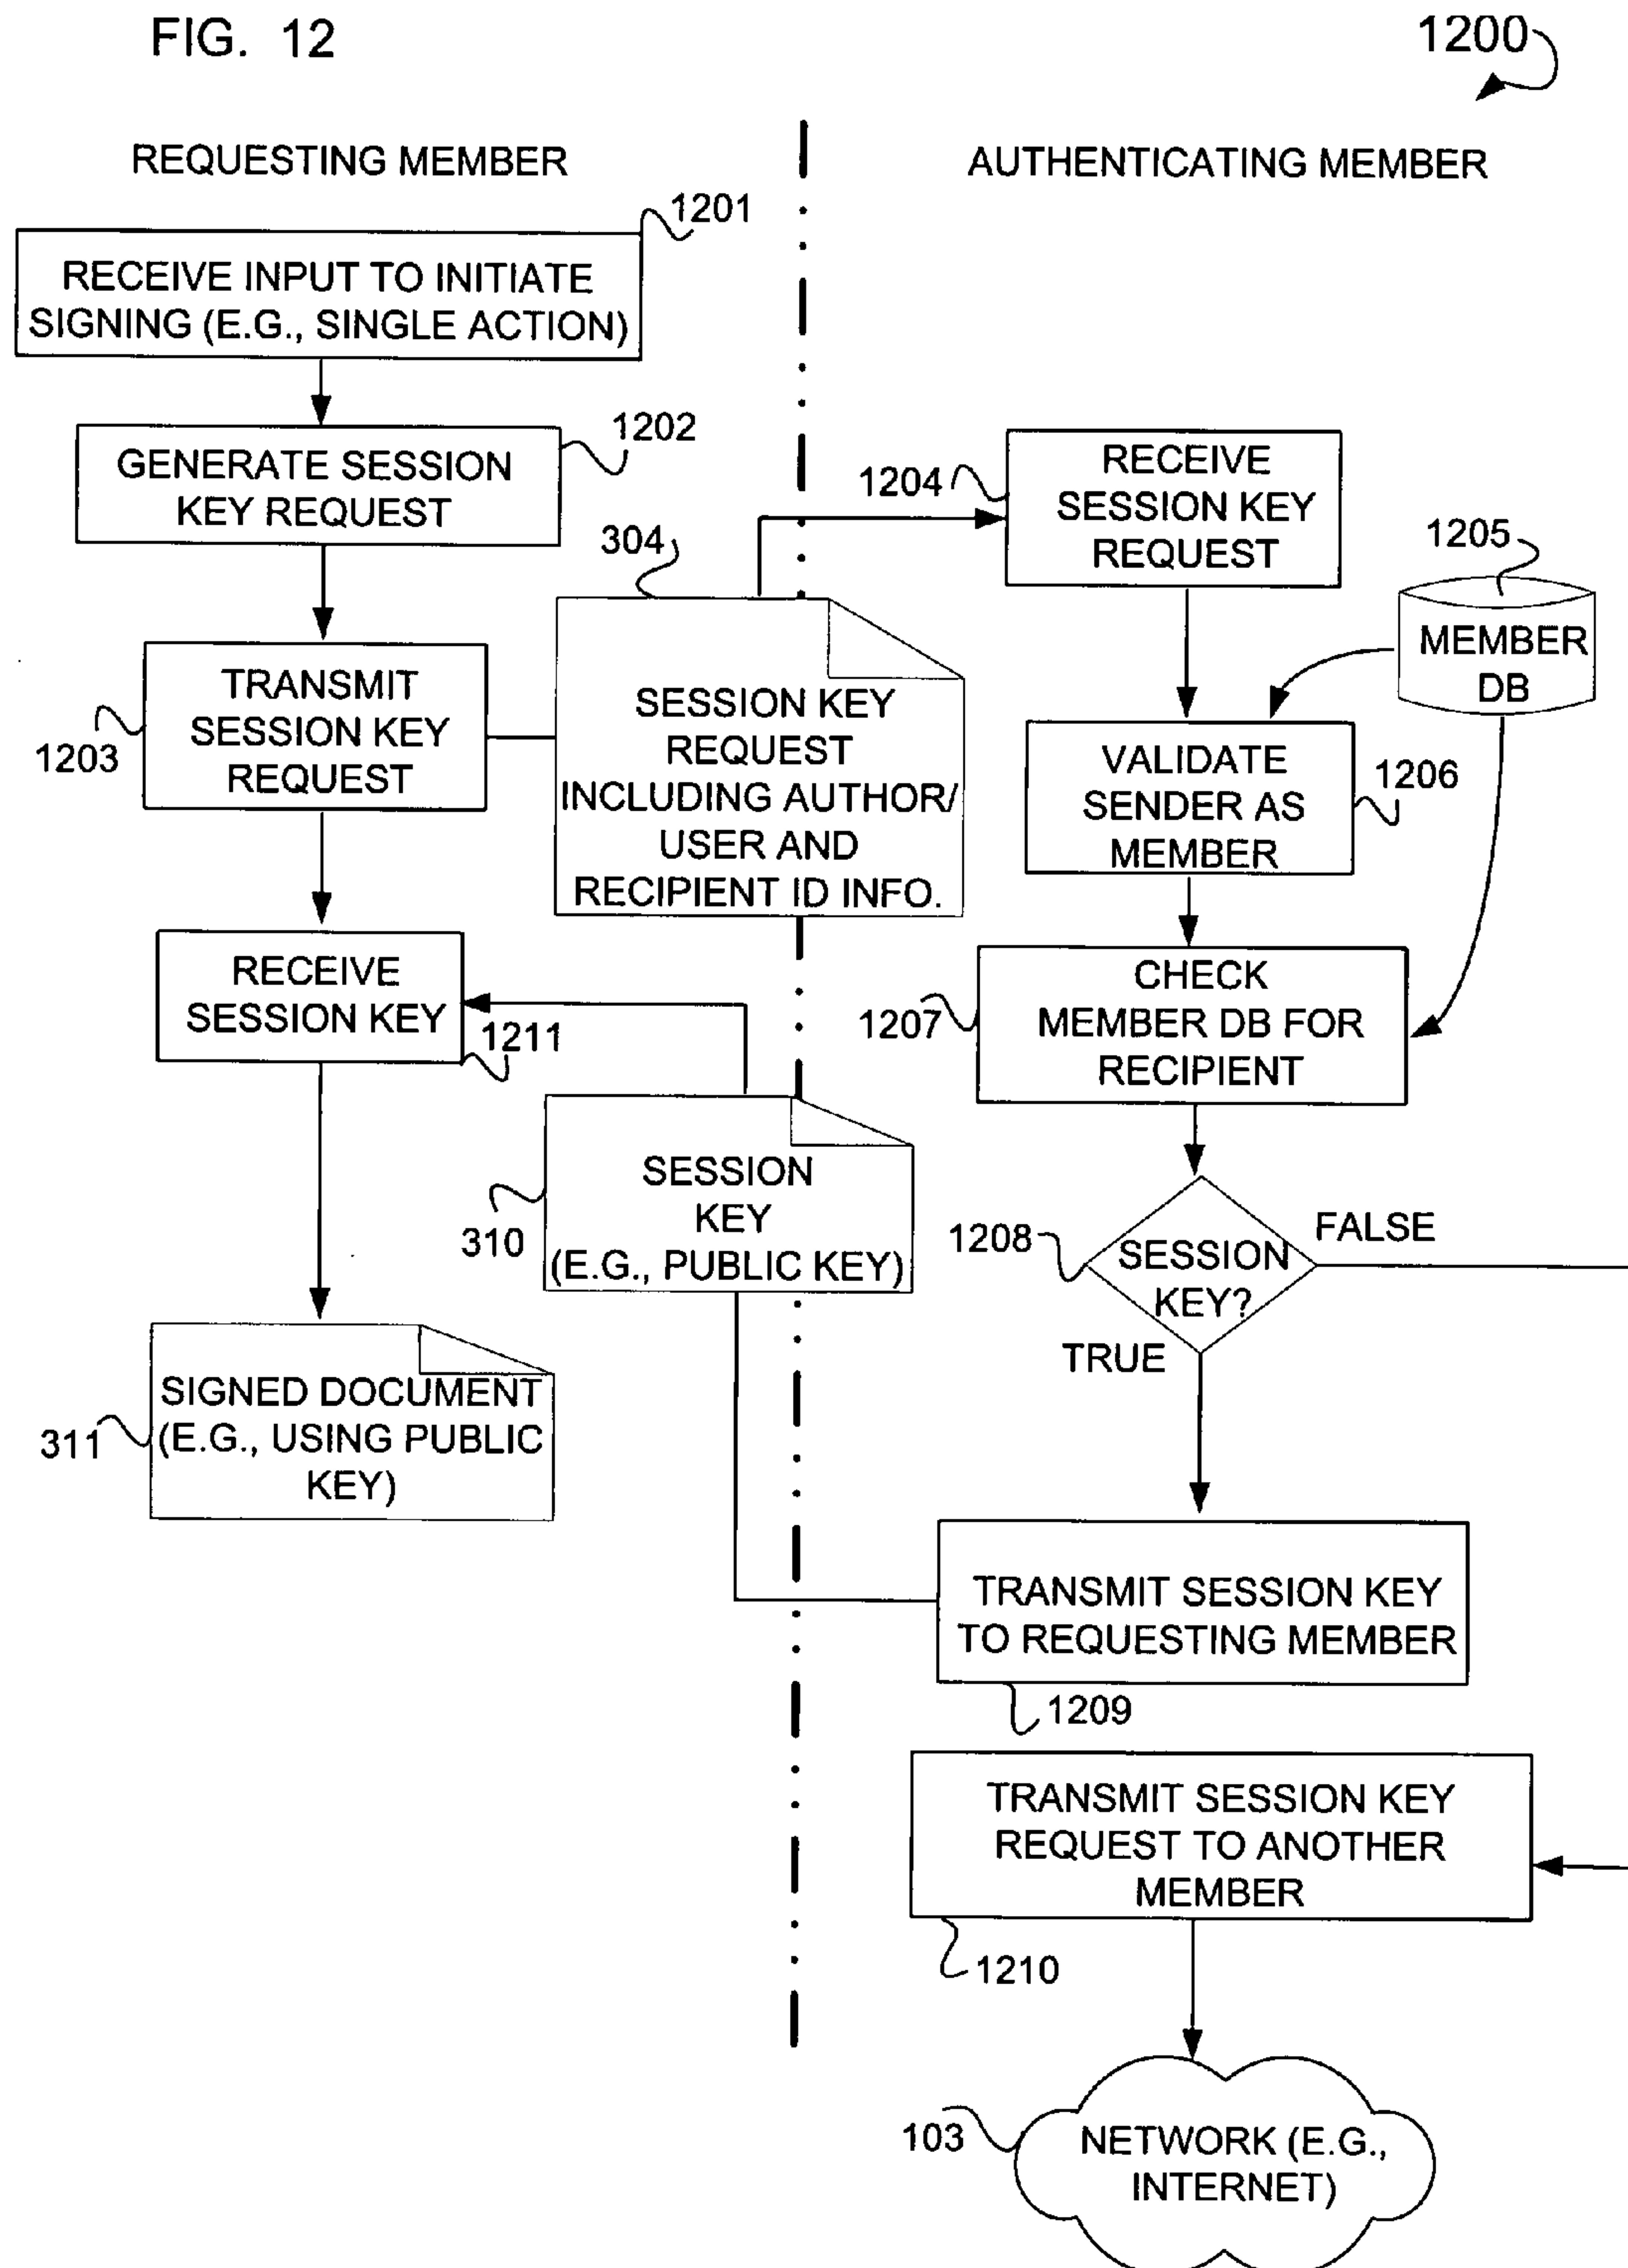 FIG. 12
1200
REQUESTING MEMBER
AUTHENTICATING MEMBER
1201
RECEIVE INPUT TO INITIATE
SIGNING (E.G., SINGLE ACTION)
1202
GENERATE SESSION
KEY REQUEST
1203
TRANSMIT
SESSION KEY
REQUEST
304
SESSION KEY
REQUEST
INCLUDING AUTHOR/
USER AND
RECIPIENT ID INFO.
1204
RECEIVE
SESSION KEY
REQUEST
1205
MEMBER
DB
VALIDATE
SENDER AS
MEMBER
1206
1207
CHECK
MEMBER DB FOR
RECIPIENT
RECEIVE
SESSION KEY
1211
310
SESSION
KEY
(E.G., PUBLIC KEY)
1208
SESSION
KEY?
FALSE
TRUE
311
SIGNED DOCUMENT
(E.G., USING PUBLIC
KEY)
TRANSMIT SESSION KEY
TO REQUESTING MEMBER
1209
TRANSMIT SESSION KEY
REQUEST TO ANOTHER
MEMBER
1210
103
NETWORK (E.G.,
INTERNET)